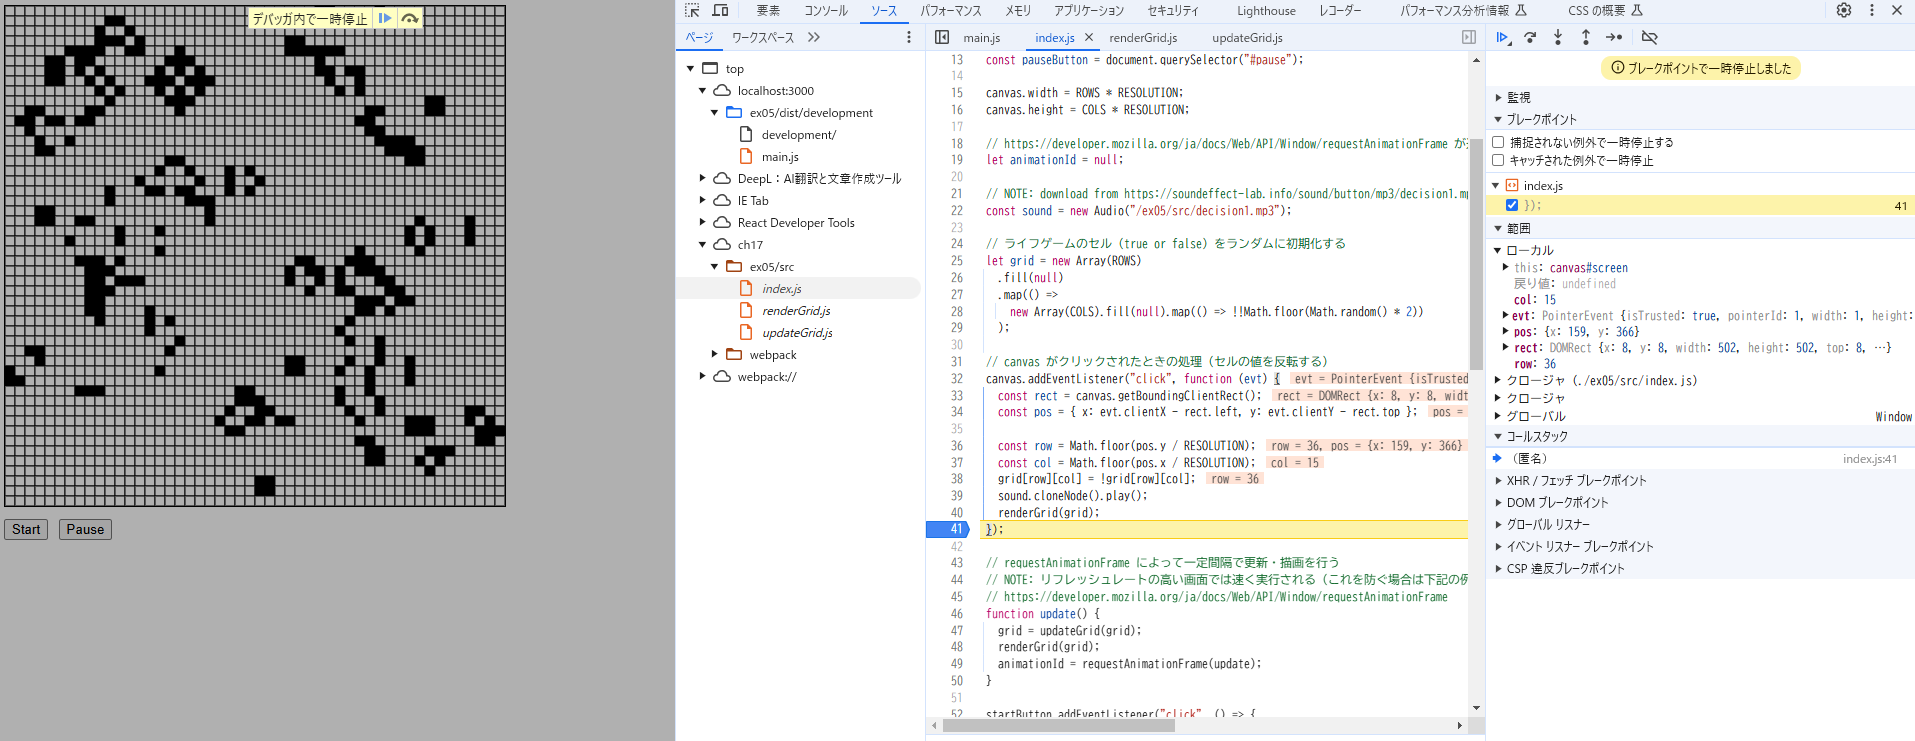 デバッガ内で一時停止
Start
Pause
要素
コンソール
ソース
パフォーマンス
メモリ
アプリケーション
セキュリティ
Lighthouse
レコーダー
パフォーマンス分析情報
CSS の概要
ページ
ワークスペース
top
localhost:3000
ex05/dist/development
development/
main.js
DeepL：AI翻訳と文章作成ツール
IE Tab
React Developer Tools
ch17
ex05/src
index.js
renderGrid.js
updateGrid.js
webpack
webpack://
main.js
index.js
renderGrid.js
updateGrid.js
13 const pauseButton = document.querySelector("#pause");
14
15 canvas.width = ROWS * RESOLUTION;
16 canvas.height = COLS * RESOLUTION;
17
18 // https://developer.mozilla.org/ja/docs/Web/API/Window/requestAnimationFrame が
19 let animationId = null;
20
21 // NOTE: download from https://soundeffect-lab.info/sound/button/mp3/decision1.m
22 const sound = new Audio("/ex05/src/decision1.mp3");
23
24 // ライフゲームのセル（true or false）をランダムに初期化する
25 let grid = new Array(ROWS)
26 .fill(null)
27 .map(() =>
28 new Array(COLS).fill(null).map(() => !!Math.floor(Math.random() * 2))
29 );
30
31 // canvas がクリックされたときの処理（セルの値を反転する）
32 canvas.addEventListener("click", function (evt) { evt = PointerEvent {isTrusted
33 const rect = canvas.getBoundingClientRect(); rect = DOMRect {x: 8, y: 8, widt
34 const pos = { x: evt.clientX - rect.left, y: evt.clientY - rect.top }; pos =
35
36 const row = Math.floor(pos.y / RESOLUTION); row = 36, pos = {x: 159, y: 366}
37 const col = Math.floor(pos.x / RESOLUTION); col = 15
38 grid[row][col] = !grid[row][col]; row = 36
39 sound.cloneNode().play();
40 renderGrid(grid);
41 });
42
43 // requestAnimationFrame によって一定間隔で更新・描画を行う
44 // NOTE: リフレッシュレートの高い画面では速く実行される（これを防ぐ場合は下記の例
45 // https://developer.mozilla.org/ja/docs/Web/API/Window/requestAnimationFrame
46 function update() {
47 grid = updateGrid(grid);
48 renderGrid(grid);
49 animationId = requestAnimationFrame(update);
50 }
51
52 startButton.addEventListener("click", () => {
ブレークポイントで一時停止しました
監視
ブレークポイント
捕捉されない例外で一時停止する
キャッチされた例外で一時停止
index.js
}); 41
範囲
ローカル
this: canvas#screen
戻り値: undefined
col: 15
evt: PointerEvent {isTrusted: true, pointerId: 1, width: 1, height:
pos: {x: 159, y: 366}
rect: DOMRect {x: 8, y: 8, width: 502, height: 502, top: 8, …}
row: 36
クロージャ (./ex05/src/index.js)
クロージャ
グローバル Window
コールスタック
（匿名） index.js:41
XHR / フェッチ ブレークポイント
DOM ブレークポイント
グローバル リスナー
イベント リスナー ブレークポイント
CSP 違反ブレークポイント